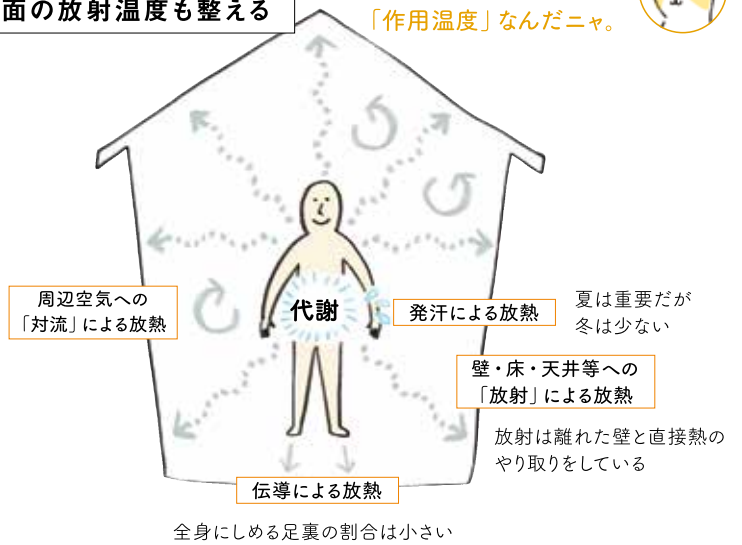 面の放射温度も整える
「作用温度」なんだニャ。
代謝
周辺空気への
「対流」による放熱
発汗による放熱
夏は重要だが
冬は少ない
壁・床・天井等への
「放射」による放熱
放射は離れた壁と直接熱の
やり取りをしている
伝導による放熱
全身にしめる足裏の割合は小さい